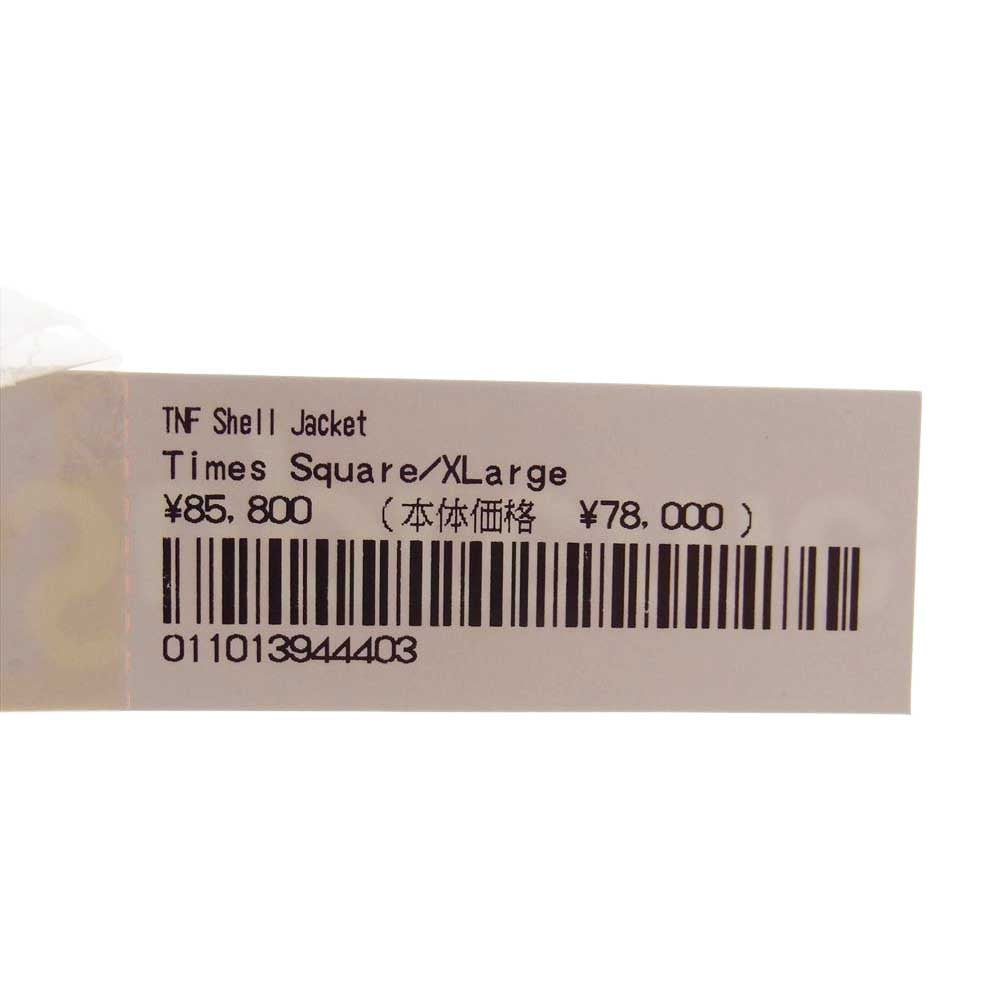 TNF Shell Jacket
Times Square/XLarge
¥85,800 (本体価格 ¥78,000)
011013944403